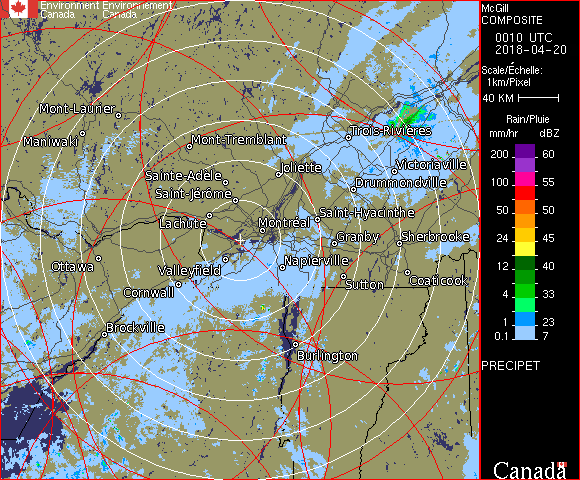 Environment Environnement
Canada Canada
McGill
COMPOSITE
0010 UTC
2018-04-20
Scale/Échelle:
1km/Pixel
40 KM
Rain/Pluie
mm/hr dBZ
200 60
150 57
100 55
50 50
24 45
12 40
4 33
1 23
0.1 7
PRECIPET
Canada
Mont-Laurier
Maniwaki
Mont-Tremblant
Trois-Rivières
Joliette
Victoriaville
Sainte-Adèle
Drummondville
Saint-Jérôme
Lachute
Saint-Hyacinthe
Montréal
Granby
Sherbrooke
Ottawa
Valleyfield
Napierville
Cornwall
Sutton
Coaticook
Brockville
Burlington